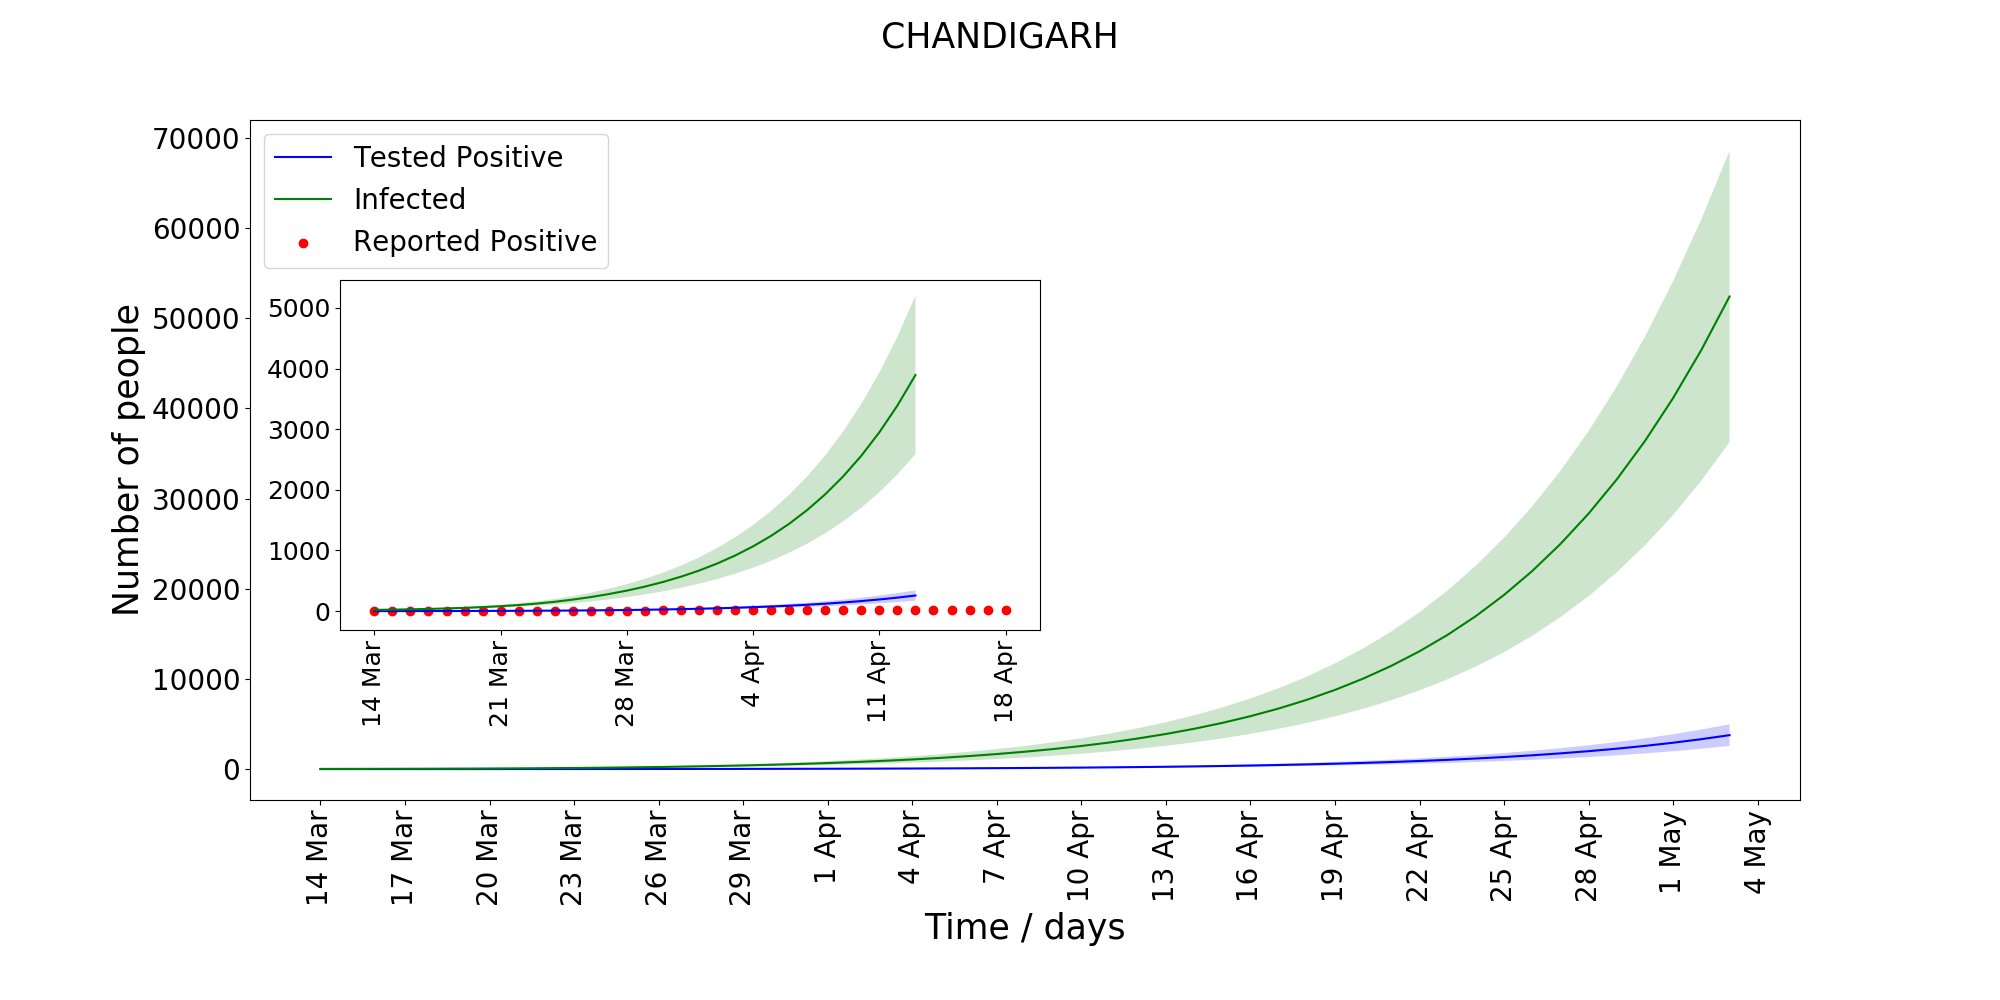 CHANDIGARH
Number of people
70000
60000
50000
40000
30000
20000
10000
0
Tested Positive
Infected
Reported Positive
5000
4000
3000
2000
1000
0
14 Mar
21 Mar
28 Mar
4 Apr
11 Apr
18 Apr
14 Mar
17 Mar
20 Mar
23 Mar
26 Mar
29 Mar
1 Apr
4 Apr
7 Apr
10 Apr
13 Apr
16 Apr
19 Apr
22 Apr
25 Apr
28 Apr
1 May
4 May
Time / days